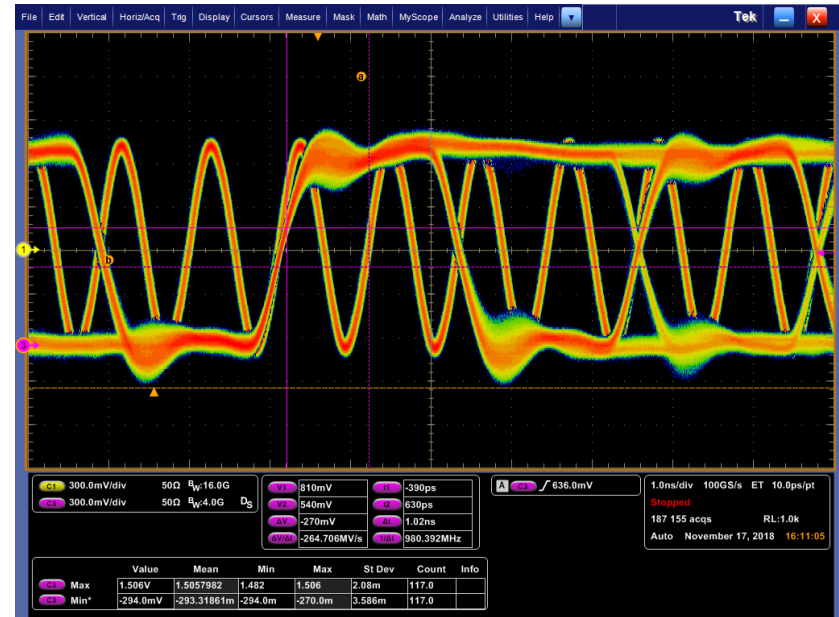 File Edit Vertical Horiz/Acq Trig Display Cursors Measure Mask Math MyScope Analyze Utilities Help Tek X
a
1
b
3
C1 300.0mV/div 50Ω BW:16.0G
C3 300.0mV/div 50Ω BW:4.0G DS
V1 810mV
V2 540mV
ΔV -270mV
ΔV/Δt -264.706MV/s
t1 -390ps
t2 630ps
Δt 1.02ns
1/Δt 980.392MHz
A C3 636.0mV
1.0ns/div 100GS/s ET 10.0ps/pt
Stopped
187 155 acqs RL:1.0k
Auto November 17, 2018 16:11:05
Value Mean Min Max St Dev Count Info
C3 Max 1.506V 1.5057982 1.482 1.506 2.08m 117.0
C3 Min* -294.0mV -293.31861m -294.0m -270.0m 3.586m 117.0